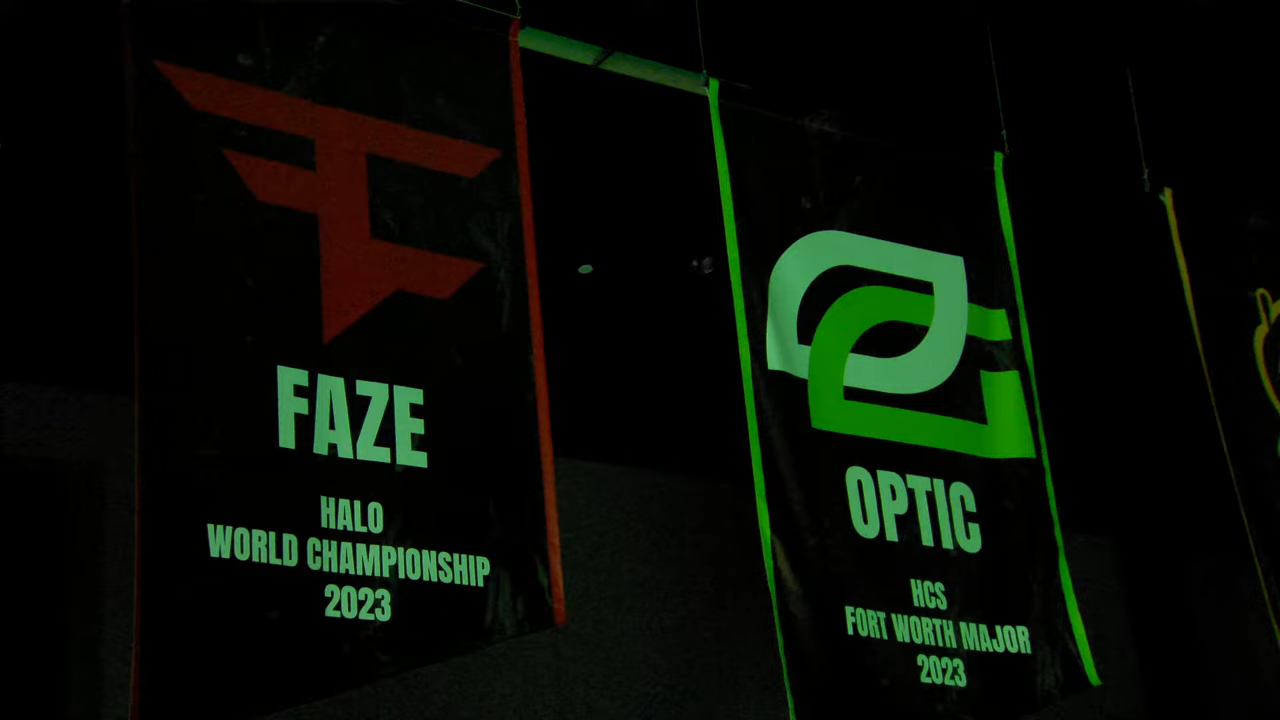 FAZE
HALO
WORLD CHAMPIONSHIP
2023
OPTIC
HCS
FORT WORTH MAJOR
2023